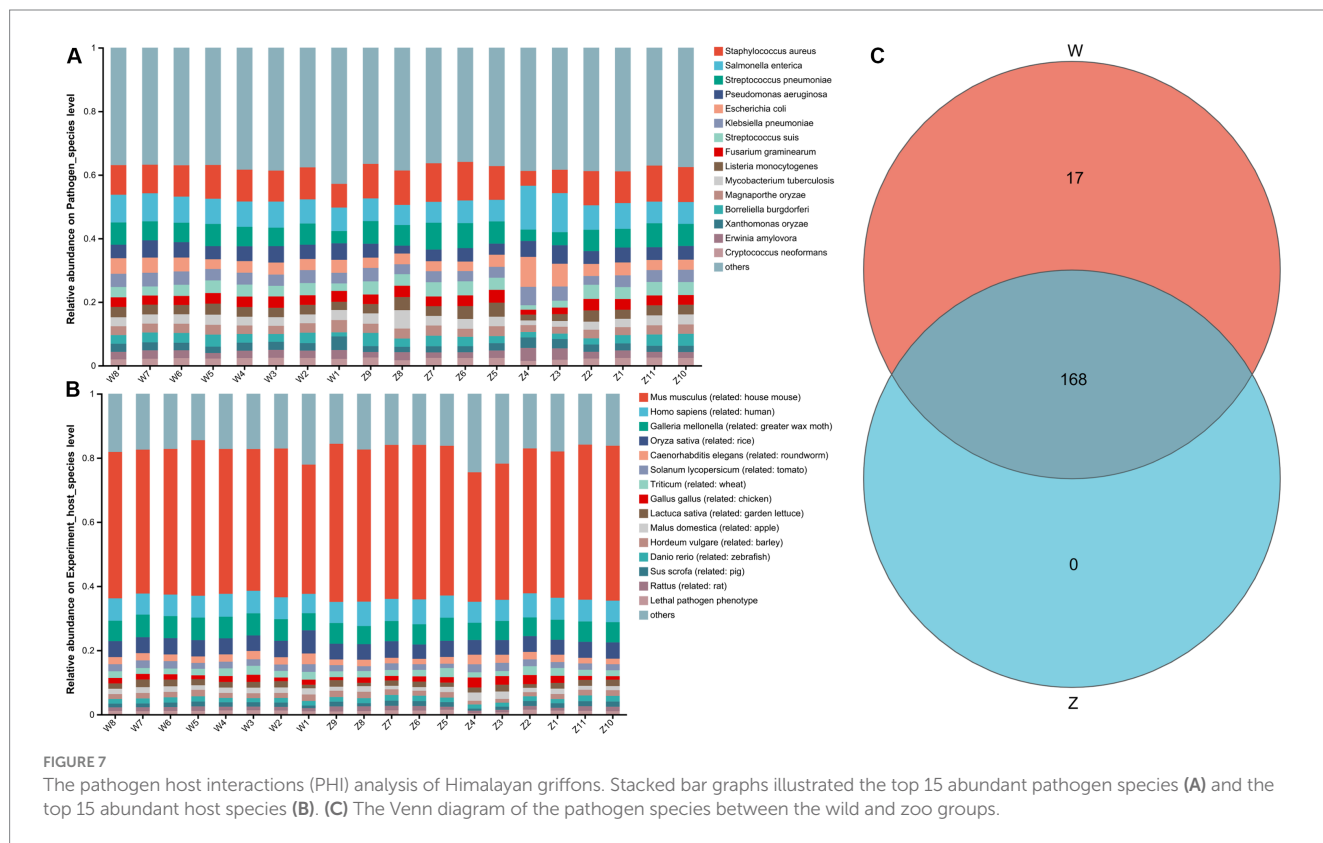 A
Relative abundance on Pathogen_species level
1
0.8
0.6
0.4
0.2
0
W8 W7 W6 W5 W4 W3 W2 W1 Z9 Z8 Z7 Z6 Z5 Z4 Z3 Z2 Z1 Z11 Z10
Staphylococcus aureus
Salmonella enterica
Streptococcus pneumoniae
Pseudomonas aeruginosa
Escherichia coli
Klebsiella pneumoniae
Streptococcus suis
Fusarium graminearum
Listeria monocytogenes
Mycobacterium tuberculosis
Magnaporthe oryzae
Borreliella burgdorferi
Xanthomonas oryzae
Erwinia amylovora
Cryptococcus neoformans
others
B
Relative abundance on Experiment_host_species level
1
0.8
0.6
0.4
0.2
0
W8 W7 W6 W5 W4 W3 W2 W1 Z9 Z8 Z7 Z6 Z5 Z4 Z3 Z2 Z1 Z11 Z10
Mus musculus (related: house mouse)
Homo sapiens (related: human)
Galleria mellonella (related: greater wax moth)
Oryza sativa (related: rice)
Caenorhabditis elegans (related: roundworm)
Solanum lycopersicum (related: tomato)
Triticum (related: wheat)
Gallus gallus (related: chicken)
Lactuca sativa (related: garden lettuce)
Malus domestica (related: apple)
Hordeum vulgare (related: barley)
Danio rerio (related: zebrafish)
Sus scrofa (related: pig)
Rattus (related: rat)
Lethal pathogen phenotype
others
C
W
17
168
0
Z
FIGURE 7
The pathogen host interactions (PHI) analysis of Himalayan griffons. Stacked bar graphs illustrated the top 15 abundant pathogen species (A) and the
top 15 abundant host species (B). (C) The Venn diagram of the pathogen species between the wild and zoo groups.